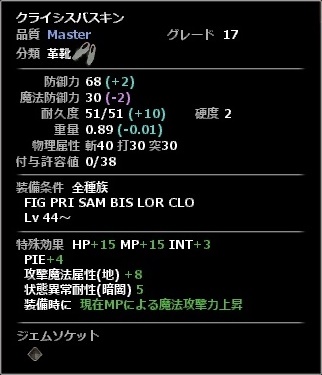 クライシスバスキン
品質 Master グレード 17
分類 革靴
防御力 68 (+2)
魔法防御力 30 (-2)
耐久度 51/51 (+10) 硬度 2
重量 0.89 (-0.01)
物理属性 斬40 打30 突30
付与許容値 0/38
装備条件 全種族
FIG PRI SAM BIS LOR CLO
Lv 44～
特殊効果 HP+15 MP+15 INT+3
PIE+4
攻撃魔法属性(地) +8
状態異常耐性(暗闇) 5
装備時に 現在MPによる魔法攻撃力上昇
ジェムソケット